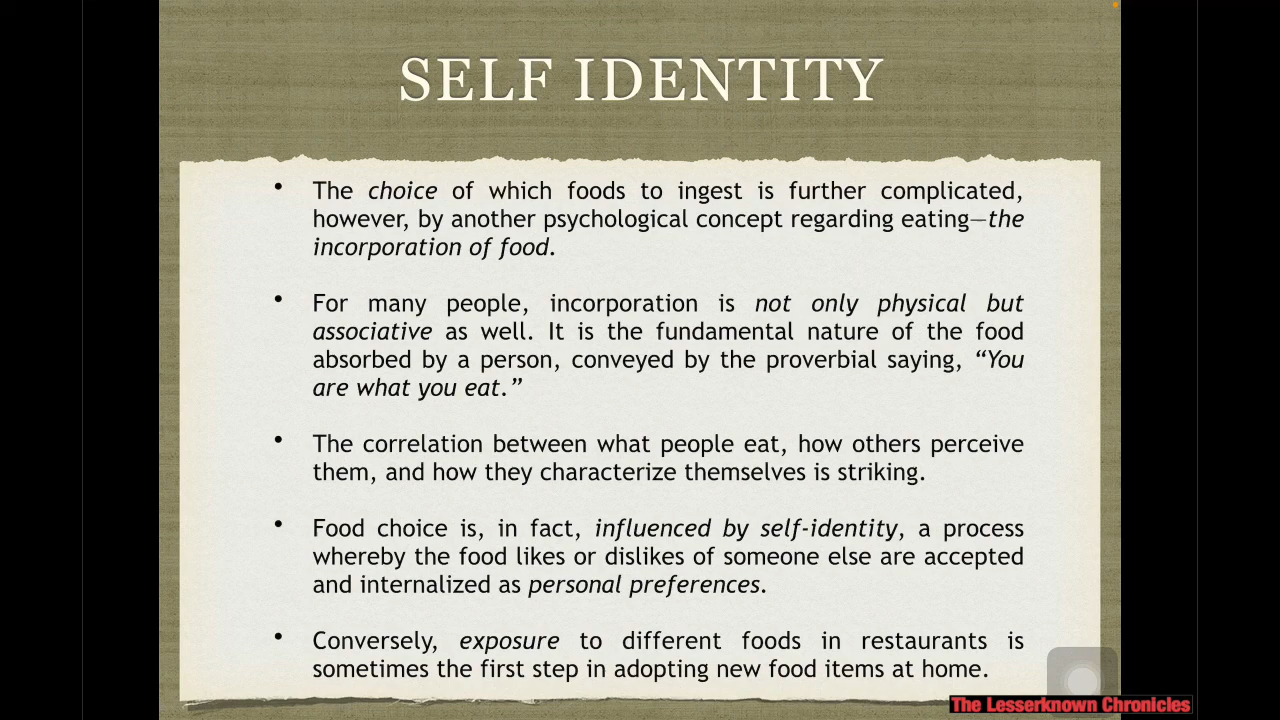 SELF IDENTITY
• The choice of which foods to ingest is further complicated,
however, by another psychological concept regarding eating—the
incorporation of food.
• For many people, incorporation is not only physical but
associative as well. It is the fundamental nature of the food
absorbed by a person, conveyed by the proverbial saying, “You
are what you eat.”
• The correlation between what people eat, how others perceive
them, and how they characterize themselves is striking.
• Food choice is, in fact, influenced by self-identity, a process
whereby the food likes or dislikes of someone else are accepted
and internalized as personal preferences.
• Conversely, exposure to different foods in restaurants is
sometimes the first step in adopting new food items at home.
The Lesserknown Chronicles